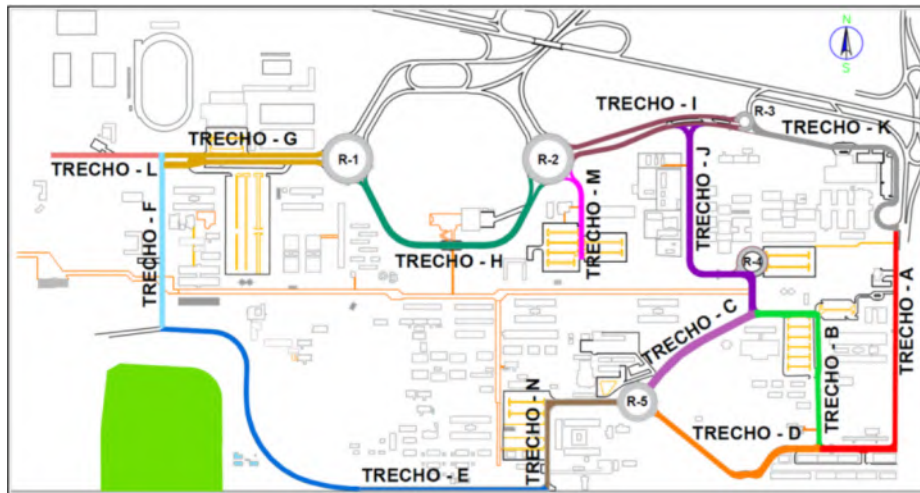 N
S
TRECHO - I
R-3
TRECHO - K
TRECHO - G
R-1
R-2
TRECHO - L
TRECHO - F
TRECHO - H
TRECHO - M
TRECHO - J
R-4
TRECHO - A
TRECHO - C
TRECHO - B
R-5
TRECHO - N
TRECHO - D
TRECHO - E